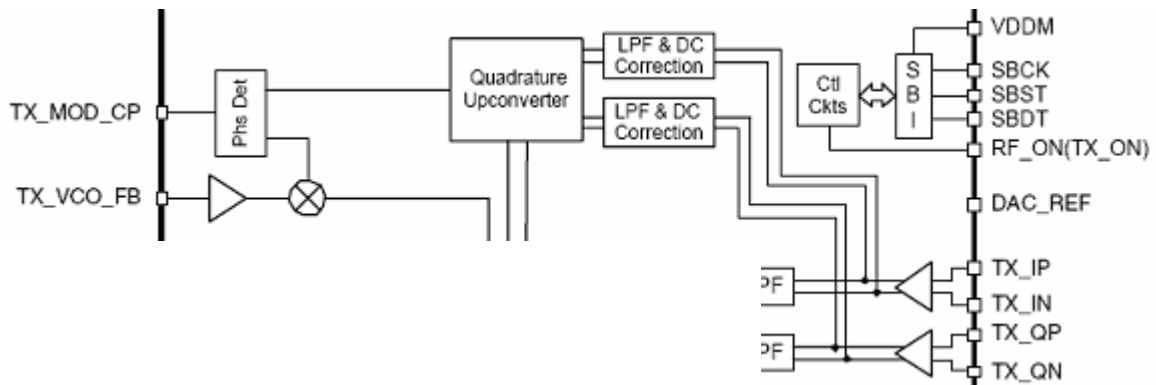 TX_MOD_CP
TX_VCO_FB
Phs Det
Quadrature
Upconverter
LPF & DC
Correction
LPF & DC
Correction
Ctl
Ckts
S
B
I
VDDM
SBCK
SBST
SBDT
RF_ON(TX_ON)
DAC_REF
TX_IP
TX_IN
TX_QP
TX_QN
PF
PF